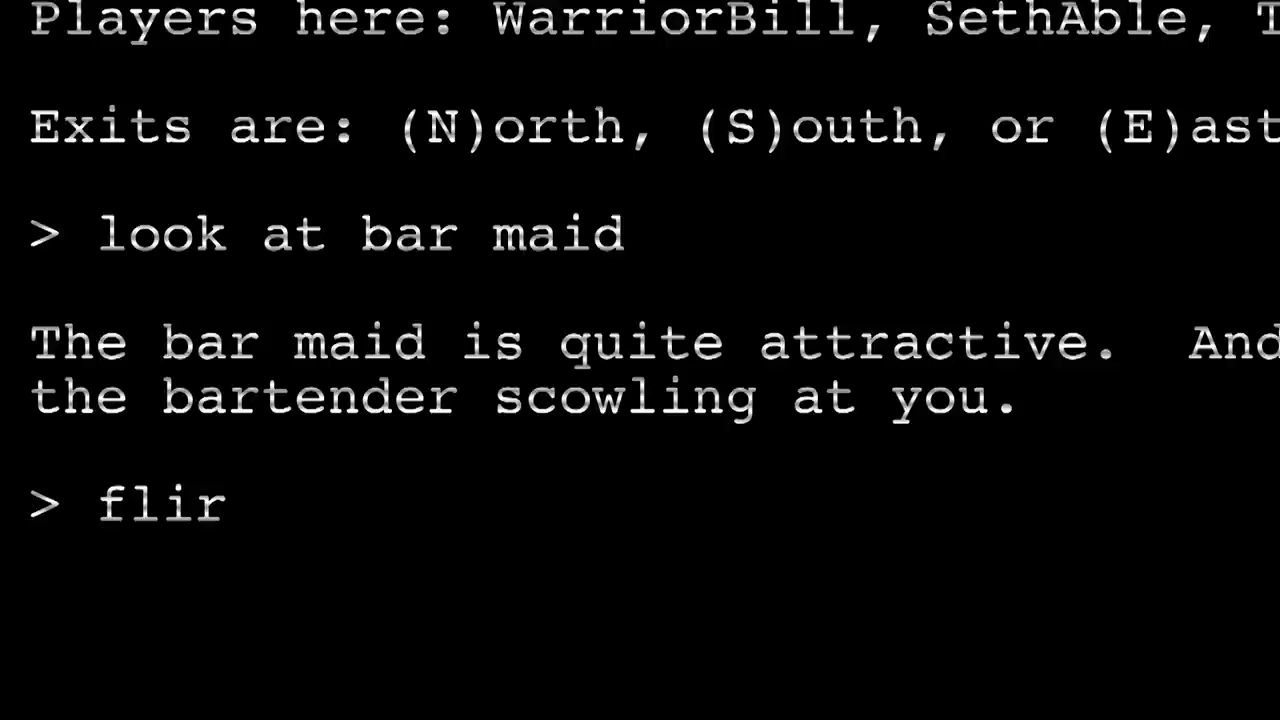 Players here: WarriorBill, SethAble,
Exits are: (N)orth, (S)outh, or (E)ast
> look at bar maid
The bar maid is quite attractive. And
the bartender scowling at you.
> flir